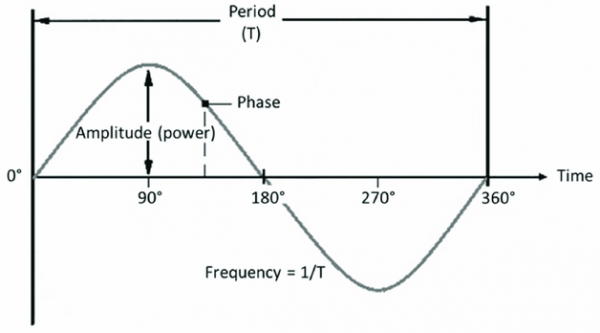 Period
(T)
Phase
Amplitude (power)
0°
Time
90°
180°
270°
360°
Frequency = 1/T